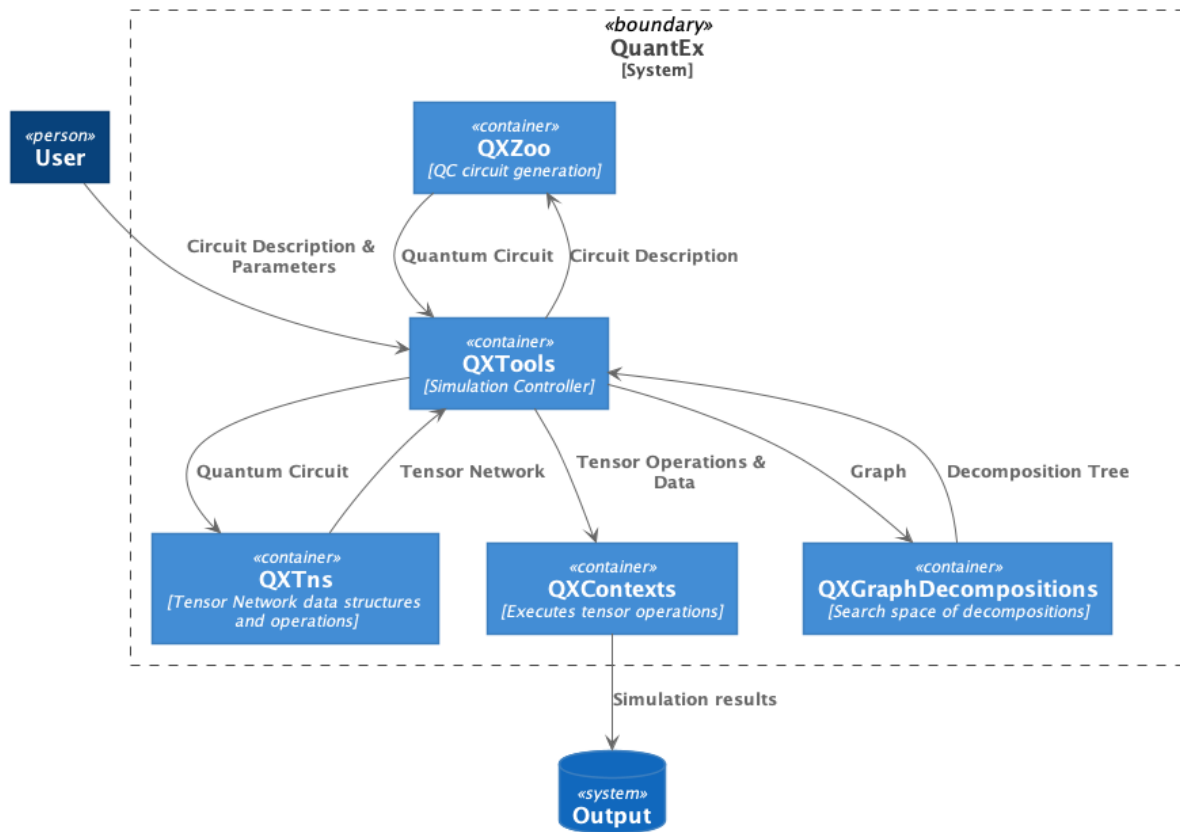 «boundary»
QuantEx
[System]
«person»
User
«container»
QXZoo
[QC circuit generation]
Circuit Description &
Parameters
Quantum Circuit
Circuit Description
«container»
QXTools
[Simulation Controller]
Quantum Circuit
Tensor Network
Tensor Operations &
Data
Graph
Decomposition Tree
«container»
QXTns
[Tensor Network data structures
and operations]
«container»
QXContexts
[Executes tensor operations]
«container»
QXGraphDecompositions
[Search space of decompositions]
Simulation results
«system»
Output